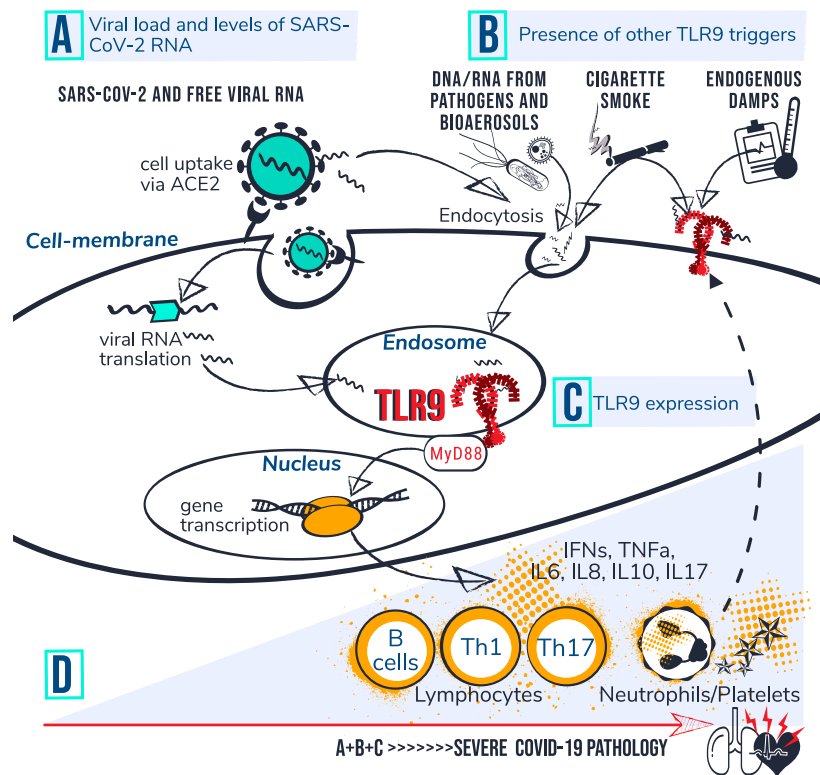 A
Viral load and levels of SARS-
CoV-2 RNA
B
Presence of other TLR9 triggers
SARS-COV-2 AND FREE VIRAL RNA
DNA/RNA FROM
PATHOGENS AND
BIOAEROSOLS
CIGARETTE
SMOKE
ENDOGENOUS
DAMPS
cell uptake
via ACE2
Endocytosis
Cell-membrane
viral RNA
translation
Endosome
TLR9
C
TLR9 expression
MyD88
Nucleus
gene
transcription
IFNs, TNFa,
IL6, IL8, IL10, IL17
B
cells
Th1
Th17
Lymphocytes
Neutrophils/Platelets
D
A+B+C >>>>>>>SEVERE COVID-19 PATHOLOGY